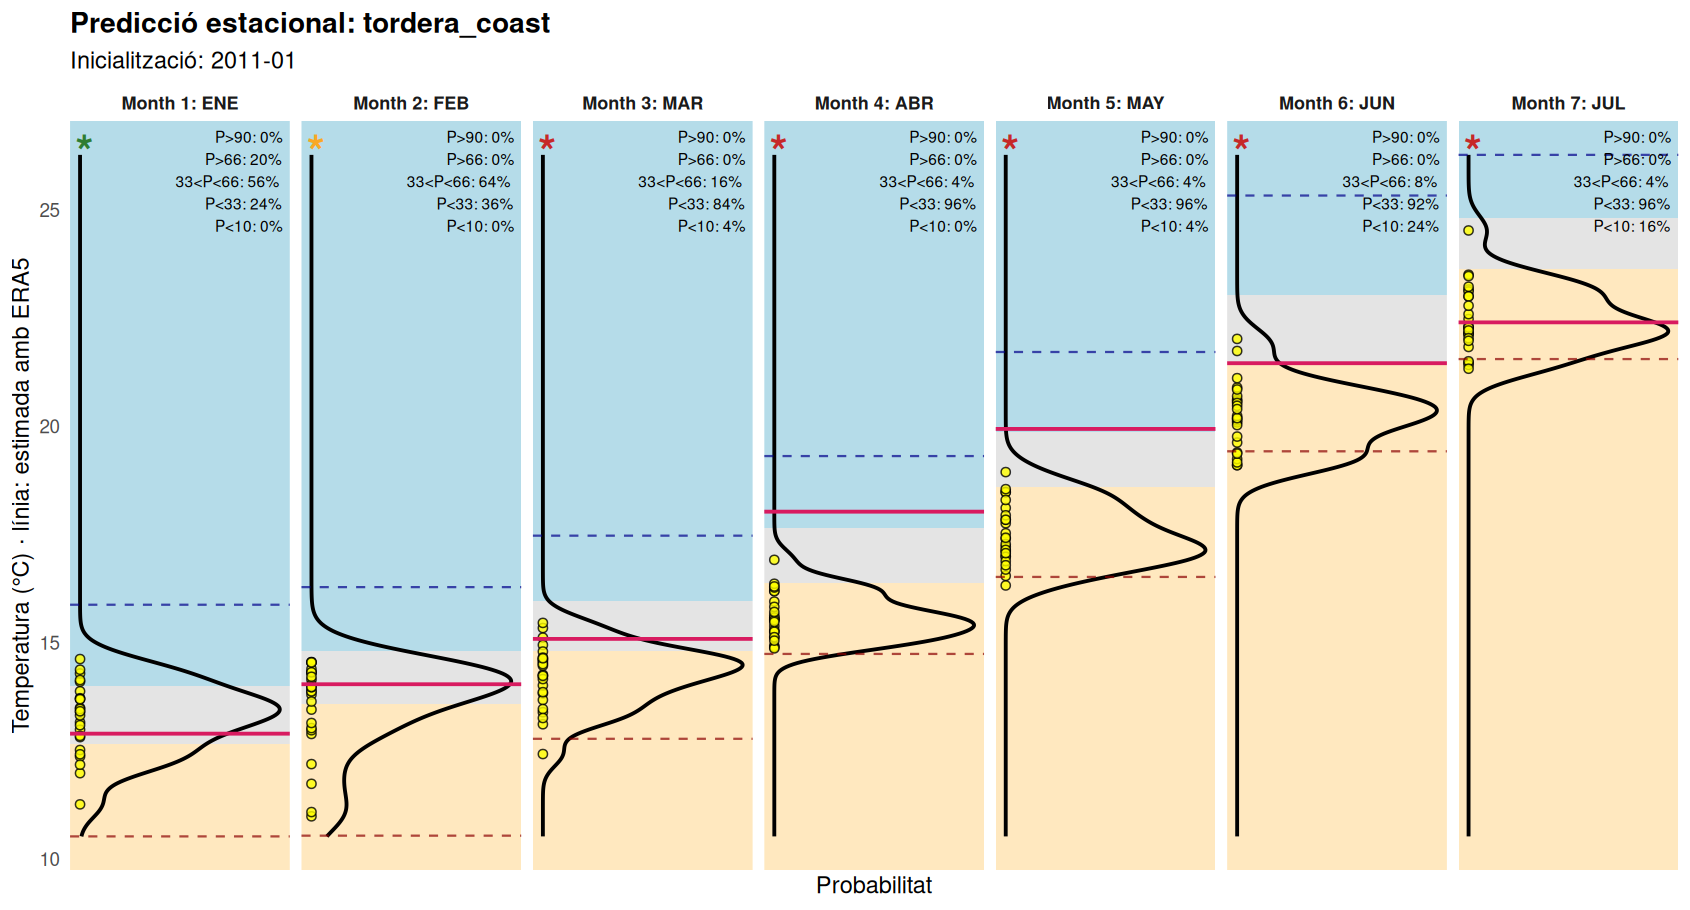 Predicció estacional: tordera_coast
Inicialització: 2011-01
Month 1: ENE
Month 2: FEB
Month 3: MAR
Month 4: ABR
Month 5: MAY
Month 6: JUN
Month 7: JUL
*
P>90: 0%
P>66: 20%
33<P<66: 56%
P<33: 24%
P<10: 0%
*
P>90: 0%
P>66: 0%
33<P<66: 64%
P<33: 36%
P<10: 0%
*
P>90: 0%
P>66: 0%
33<P<66: 16%
P<33: 84%
P<10: 4%
*
P>90: 0%
P>66: 0%
33<P<66: 4%
P<33: 96%
P<10: 0%
*
P>90: 0%
P>66: 0%
33<P<66: 4%
P<33: 96%
P<10: 4%
*
P>90: 0%
P>66: 0%
33<P<66: 8%
P<33: 92%
P<10: 24%
*
P>90: 0%
P>66: 0%
33<P<66: 4%
P<33: 96%
P<10: 16%
25
20
15
10
Temperatura (°C) · línia: estimada amb ERA5
Probabilitat